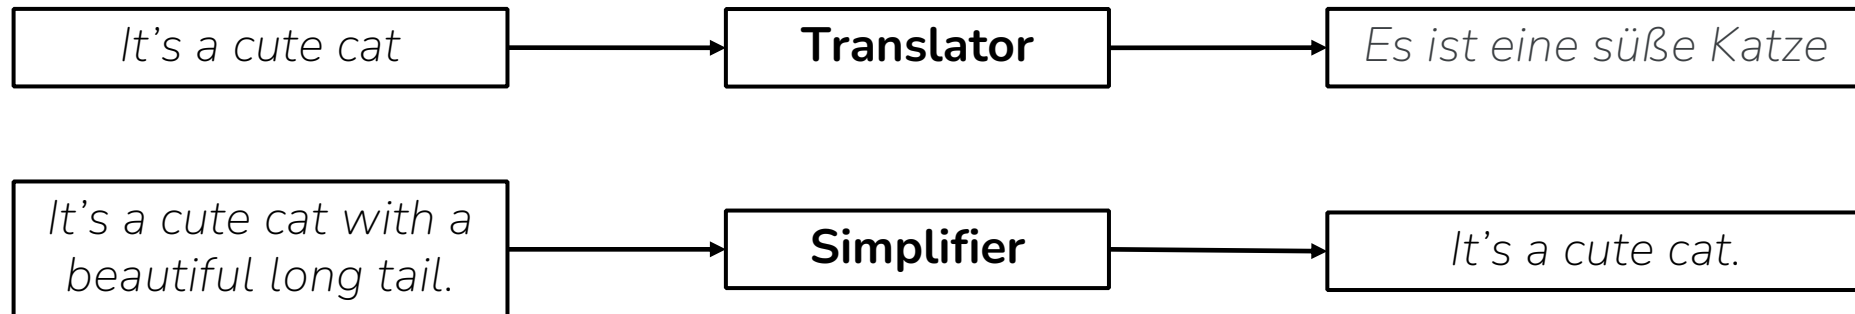 It’s a cute cat
Translator
Es ist eine süße Katze
It’s a cute cat with a
beautiful long tail.
Simplifier
It’s a cute cat.